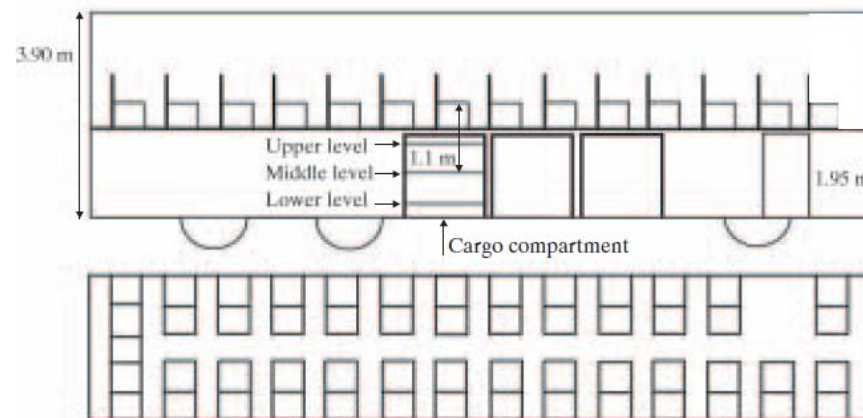 3.90 m
Upper level
1.1 m
Middle level
1.95 m
Lower level
Cargo compartment